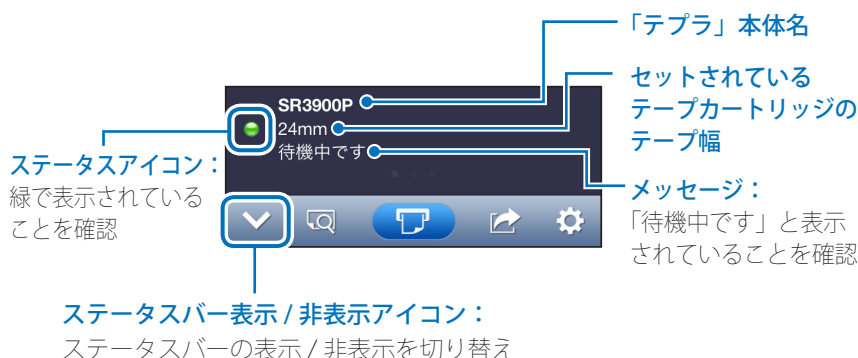 「テプラ」本体名
セットされている
テープカートリッジの
テープ幅
SR3900P
24mm
待機中です
ステータスアイコン：
緑で表示されている
ことを確認
メッセージ：
「待機中です」と表示
されていることを確認
ステータスバー表示 / 非表示アイコン：
ステータスバーの表示 / 非表示を切り替え